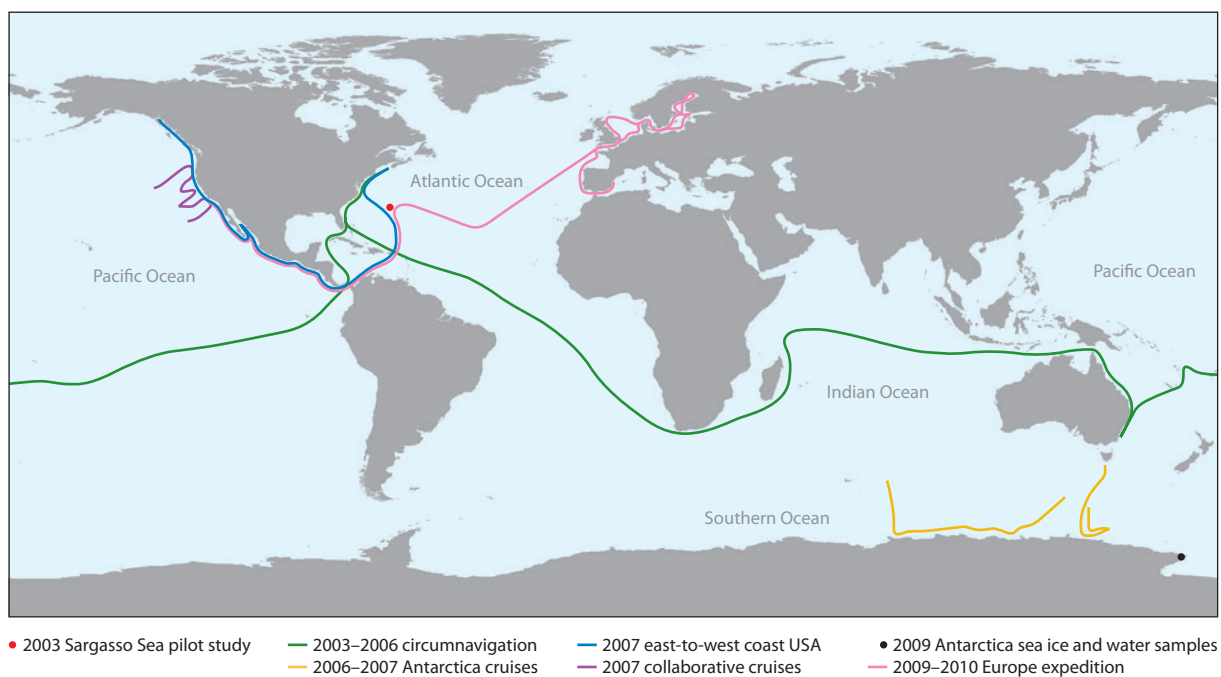 Atlantic Ocean
Pacific Ocean
Pacific Ocean
Indian Ocean
Southern Ocean
2003 Sargasso Sea pilot study
2003–2006 circumnavigation
2007 east-to-west coast USA
2009 Antarctica sea ice and water samples
2006–2007 Antarctica cruises
2007 collaborative cruises
2009–2010 Europe expedition